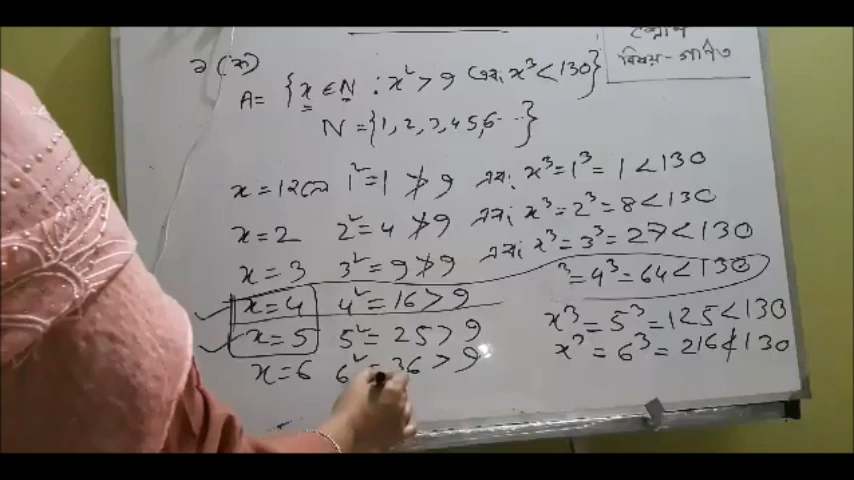 বিষয়- গণিত
২ (ক)
A= {x ∈ N : x² > 9 এবং x³ < 130}
N = {1, 2, 3, 4 5, 6 . . .}
x = 1 হলে 1² = 1 ≯ 9 এবং x³ = 1³ = 1 < 130
x = 2 2² = 4 ≯ 9 এবং x³ = 2³ = 8 < 130
x = 3 3² = 9 ≯ 9 এবং x³ = 3³ = 27 < 130
x = 4 4² = 16 > 9 ³ = 4³ = 64 < 130
x = 5 5² = 25 > 9 x³ = 5³ = 125 < 130
x = 6 6² = 36 > 9 x³ = 6³ = 216 ≮ 130